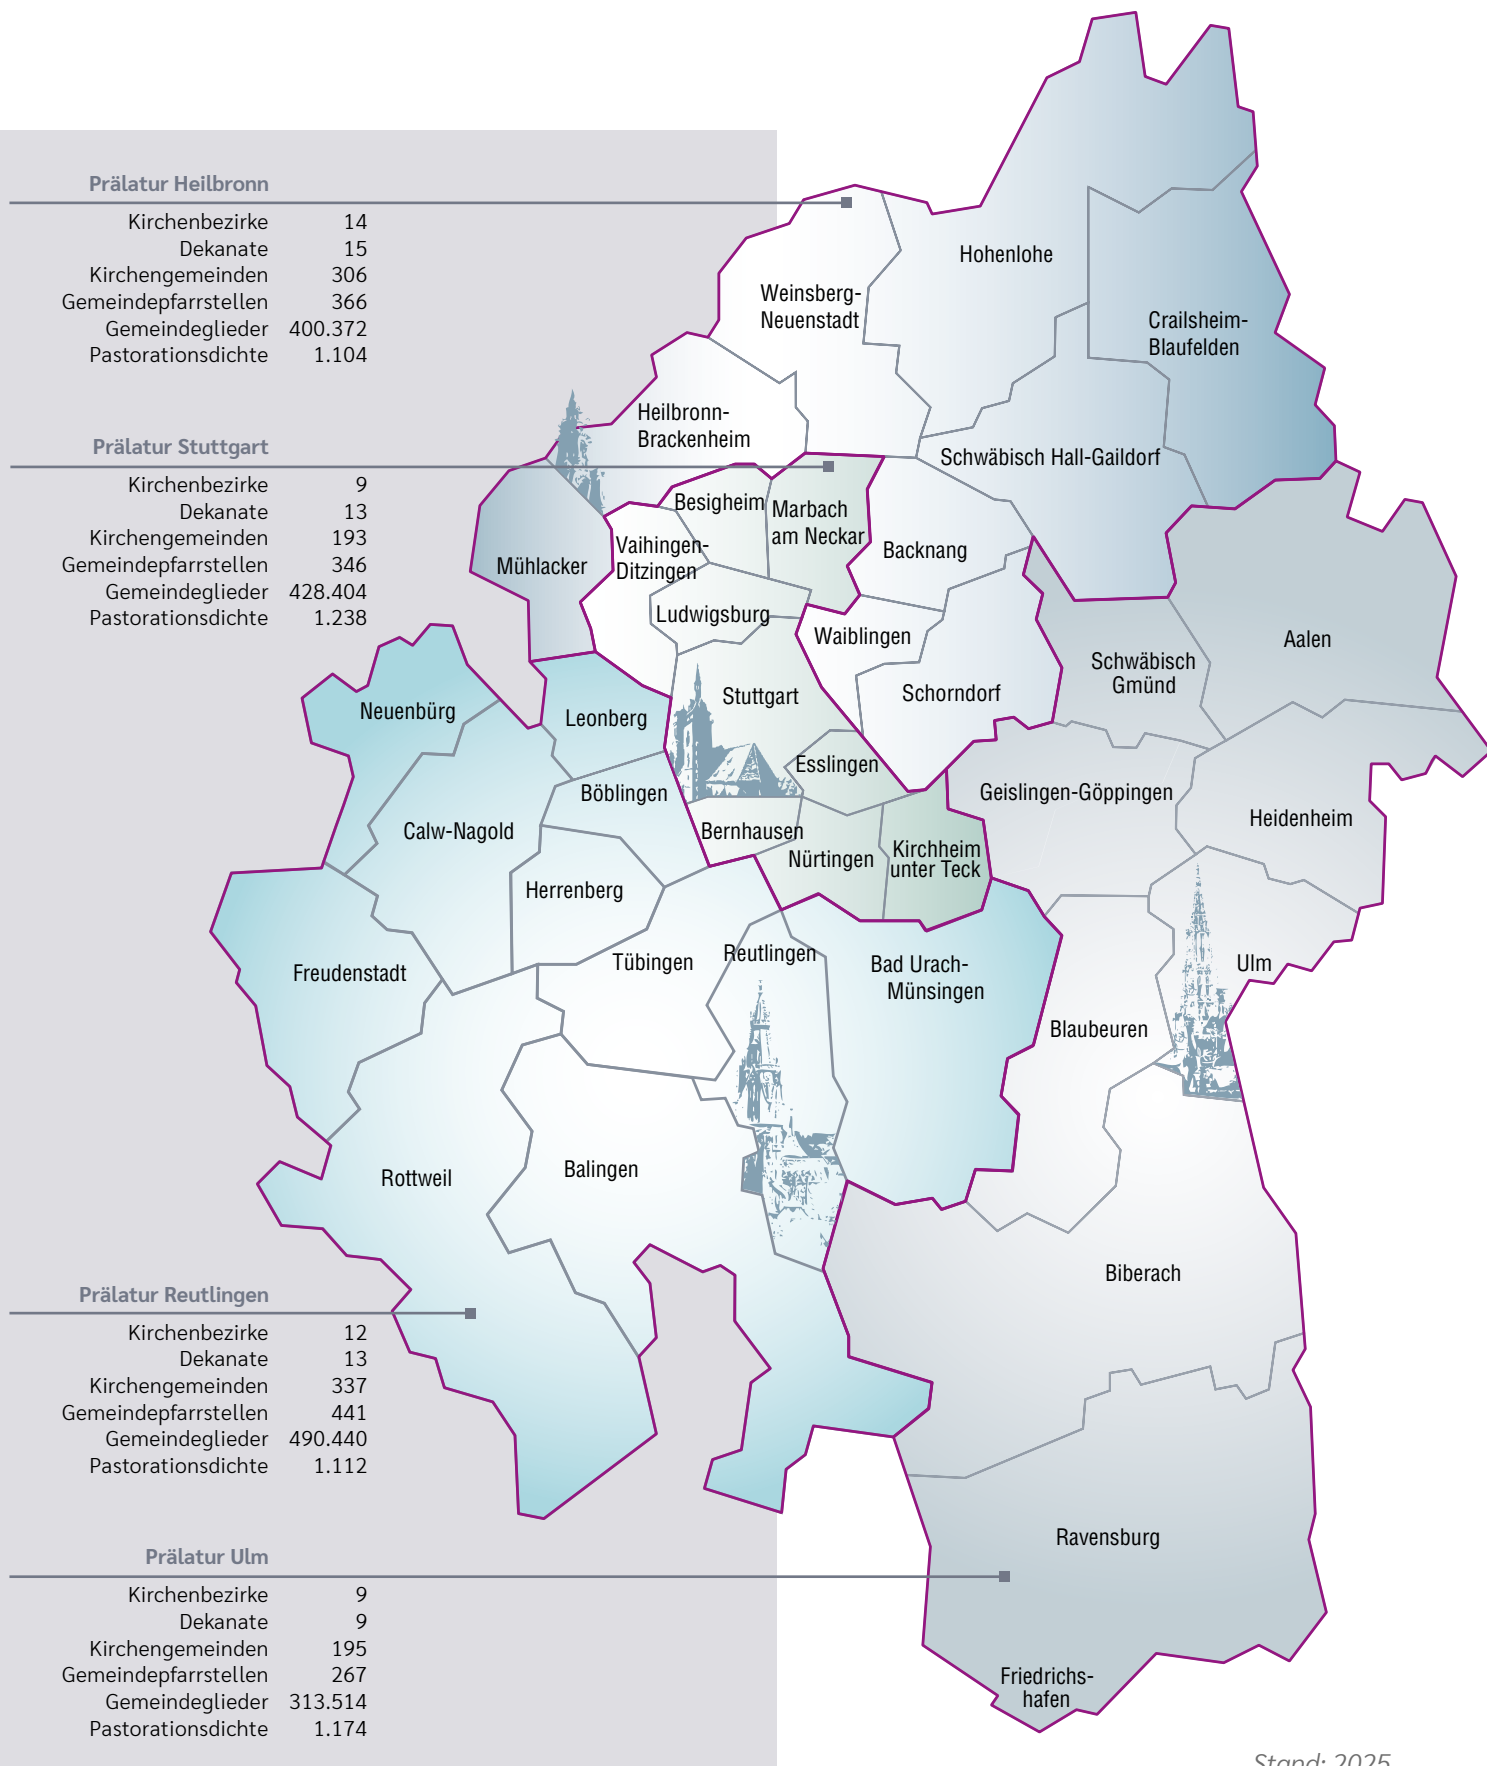 Prälatur Heilbronn
Kirchenbezirke 14
Dekanate 15
Kirchengemeinden 306
Gemeindepfarrstellen 366
Gemeindeglieder 400.372
Pastorationsdichte 1.104
Prälatur Stuttgart
Kirchenbezirke 9
Dekanate 13
Kirchengemeinden 193
Gemeindepfarrstellen 346
Gemeindeglieder 428.404
Pastorationsdichte 1.238
Prälatur Reutlingen
Kirchenbezirke 12
Dekanate 13
Kirchengemeinden 337
Gemeindepfarrstellen 441
Gemeindeglieder 490.440
Pastorationsdichte 1.112
Prälatur Ulm
Kirchenbezirke 9
Dekanate 9
Kirchengemeinden 195
Gemeindepfarrstellen 267
Gemeindeglieder 313.514
Pastorationsdichte 1.174
Hohenlohe
Weinsberg-
Neuenstadt
Crailsheim-
Blaufelden
Heilbronn-
Brackenheim
Schwäbisch Hall-Gaildorf
Besigheim
Marbach
am Neckar
Vaihingen-
Ditzingen
Mühlacker
Backnang
Ludwigsburg
Waiblingen
Aalen
Schwäbisch
Gmünd
Schorndorf
Stuttgart
Neuenbürg
Leonberg
Esslingen
Böblingen
Geislingen-Göppingen
Heidenheim
Calw-Nagold
Bernhausen
Nürtingen
Kirchheim
unter Teck
Herrenberg
Freudenstadt
Tübingen
Reutlingen
Bad Urach-
Münsingen
Ulm
Blaubeuren
Rottweil
Balingen
Biberach
Ravensburg
Friedrichs-
hafen
Stand: 2025